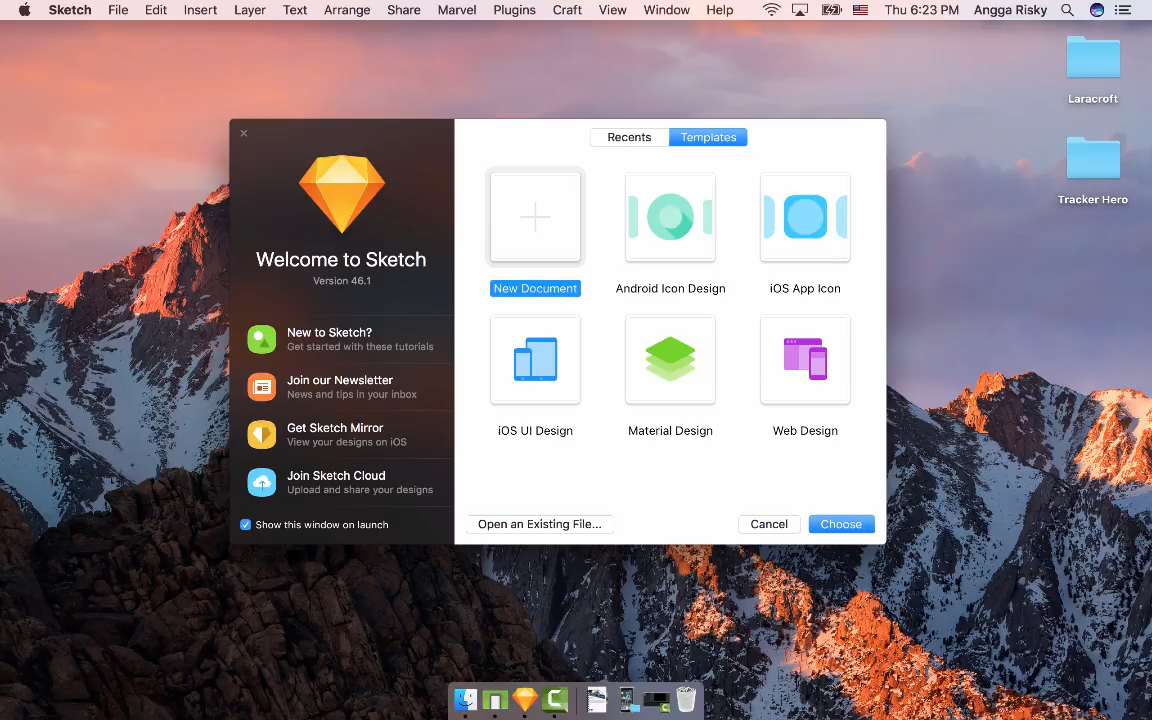 Sketch File Edit Insert Layer Text Arrange Share Marvel Plugins Craft View Window Help Thu 6:23 PM Angga Risky
Laracroft
Tracker Hero
Recents Templates
Welcome to Sketch
Version 46.1
New to Sketch?
Get started with these tutorials
Join our Newsletter
News and tips in your inbox
Get Sketch Mirror
View your designs on iOS
Join Sketch Cloud
Upload and share your designs
Show this window on launch
New Document Android Icon Design iOS App Icon
iOS UI Design Material Design Web Design
Open an Existing File... Cancel Choose